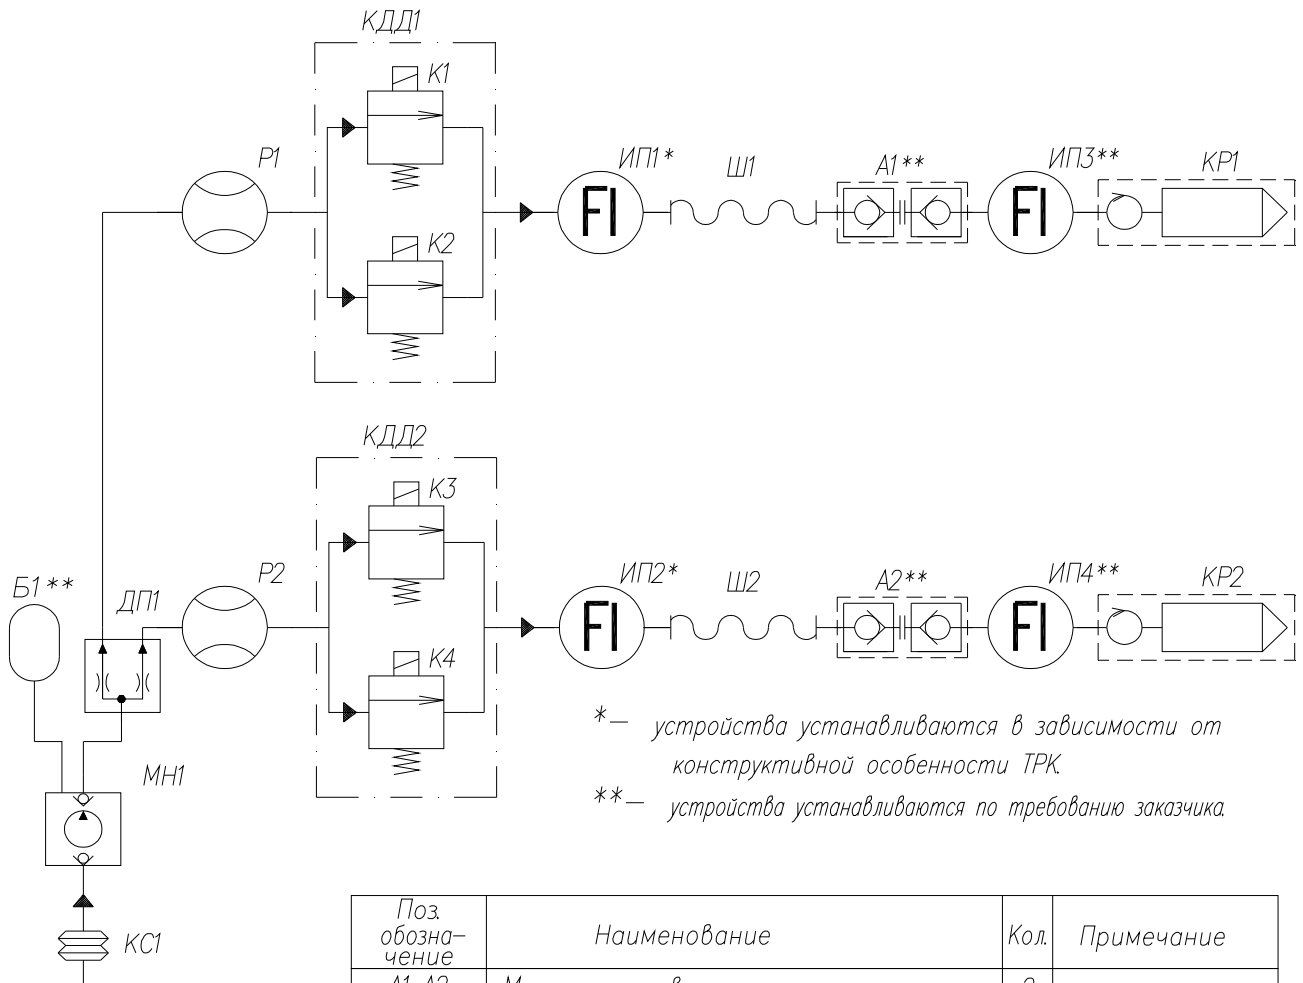 КДД1
К1
Р1
К2
ИП1*
Ш1
А1**
ИП3**
КР1
КДД2
К3
Р2
К4
ИП2*
Ш2
А2**
ИП4**
КР2
FI
FI
FI
FI
Б1**
ДП1
МН1
КС1
*— устройства устанавливаются в зависимости от
конструктивной особенности ТРК.
**— устройства устанавливаются по требованию заказчика.
Поз. обозна-
чение
Наименование
Кол.
Примечание